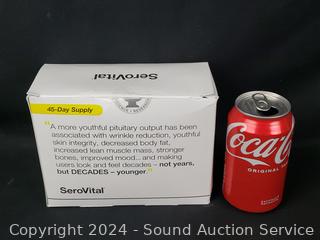 SeroVital
45-Day Supply
"A more youthful pituitary output has been
associated with wrinkle reduction, youthful
skin integrity, decreased body fat,
increased lean muscle mass, stronger
bones, improved mood... and making
users look and feel decades – not years,
but DECADES – younger."
SeroVital
Coca-Cola
ORIGINAL
Copyright 2024 - Sound Auction Service